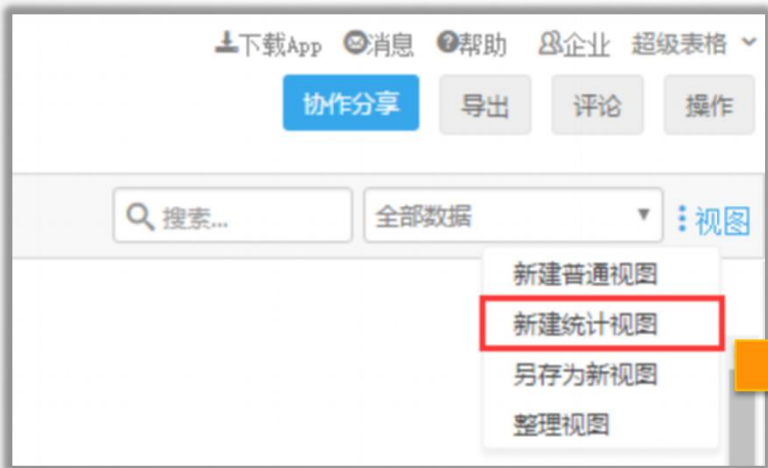 下载App 消息 帮助 企业 超级表格
协作分享 导出 评论 操作
搜索... 全部数据 视图
新建普通视图
新建统计视图
另存为新视图
整理视图